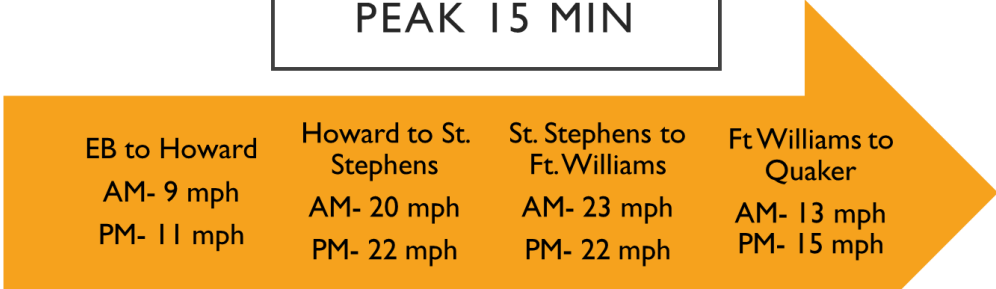 PEAK 15 MIN
EB to Howard
AM- 9 mph
PM- 11 mph
Howard to St.
Stephens
AM- 20 mph
PM- 22 mph
St. Stephens to
Ft. Williams
AM- 23 mph
PM- 22 mph
Ft Williams to
Quaker
AM- 13 mph
PM- 15 mph